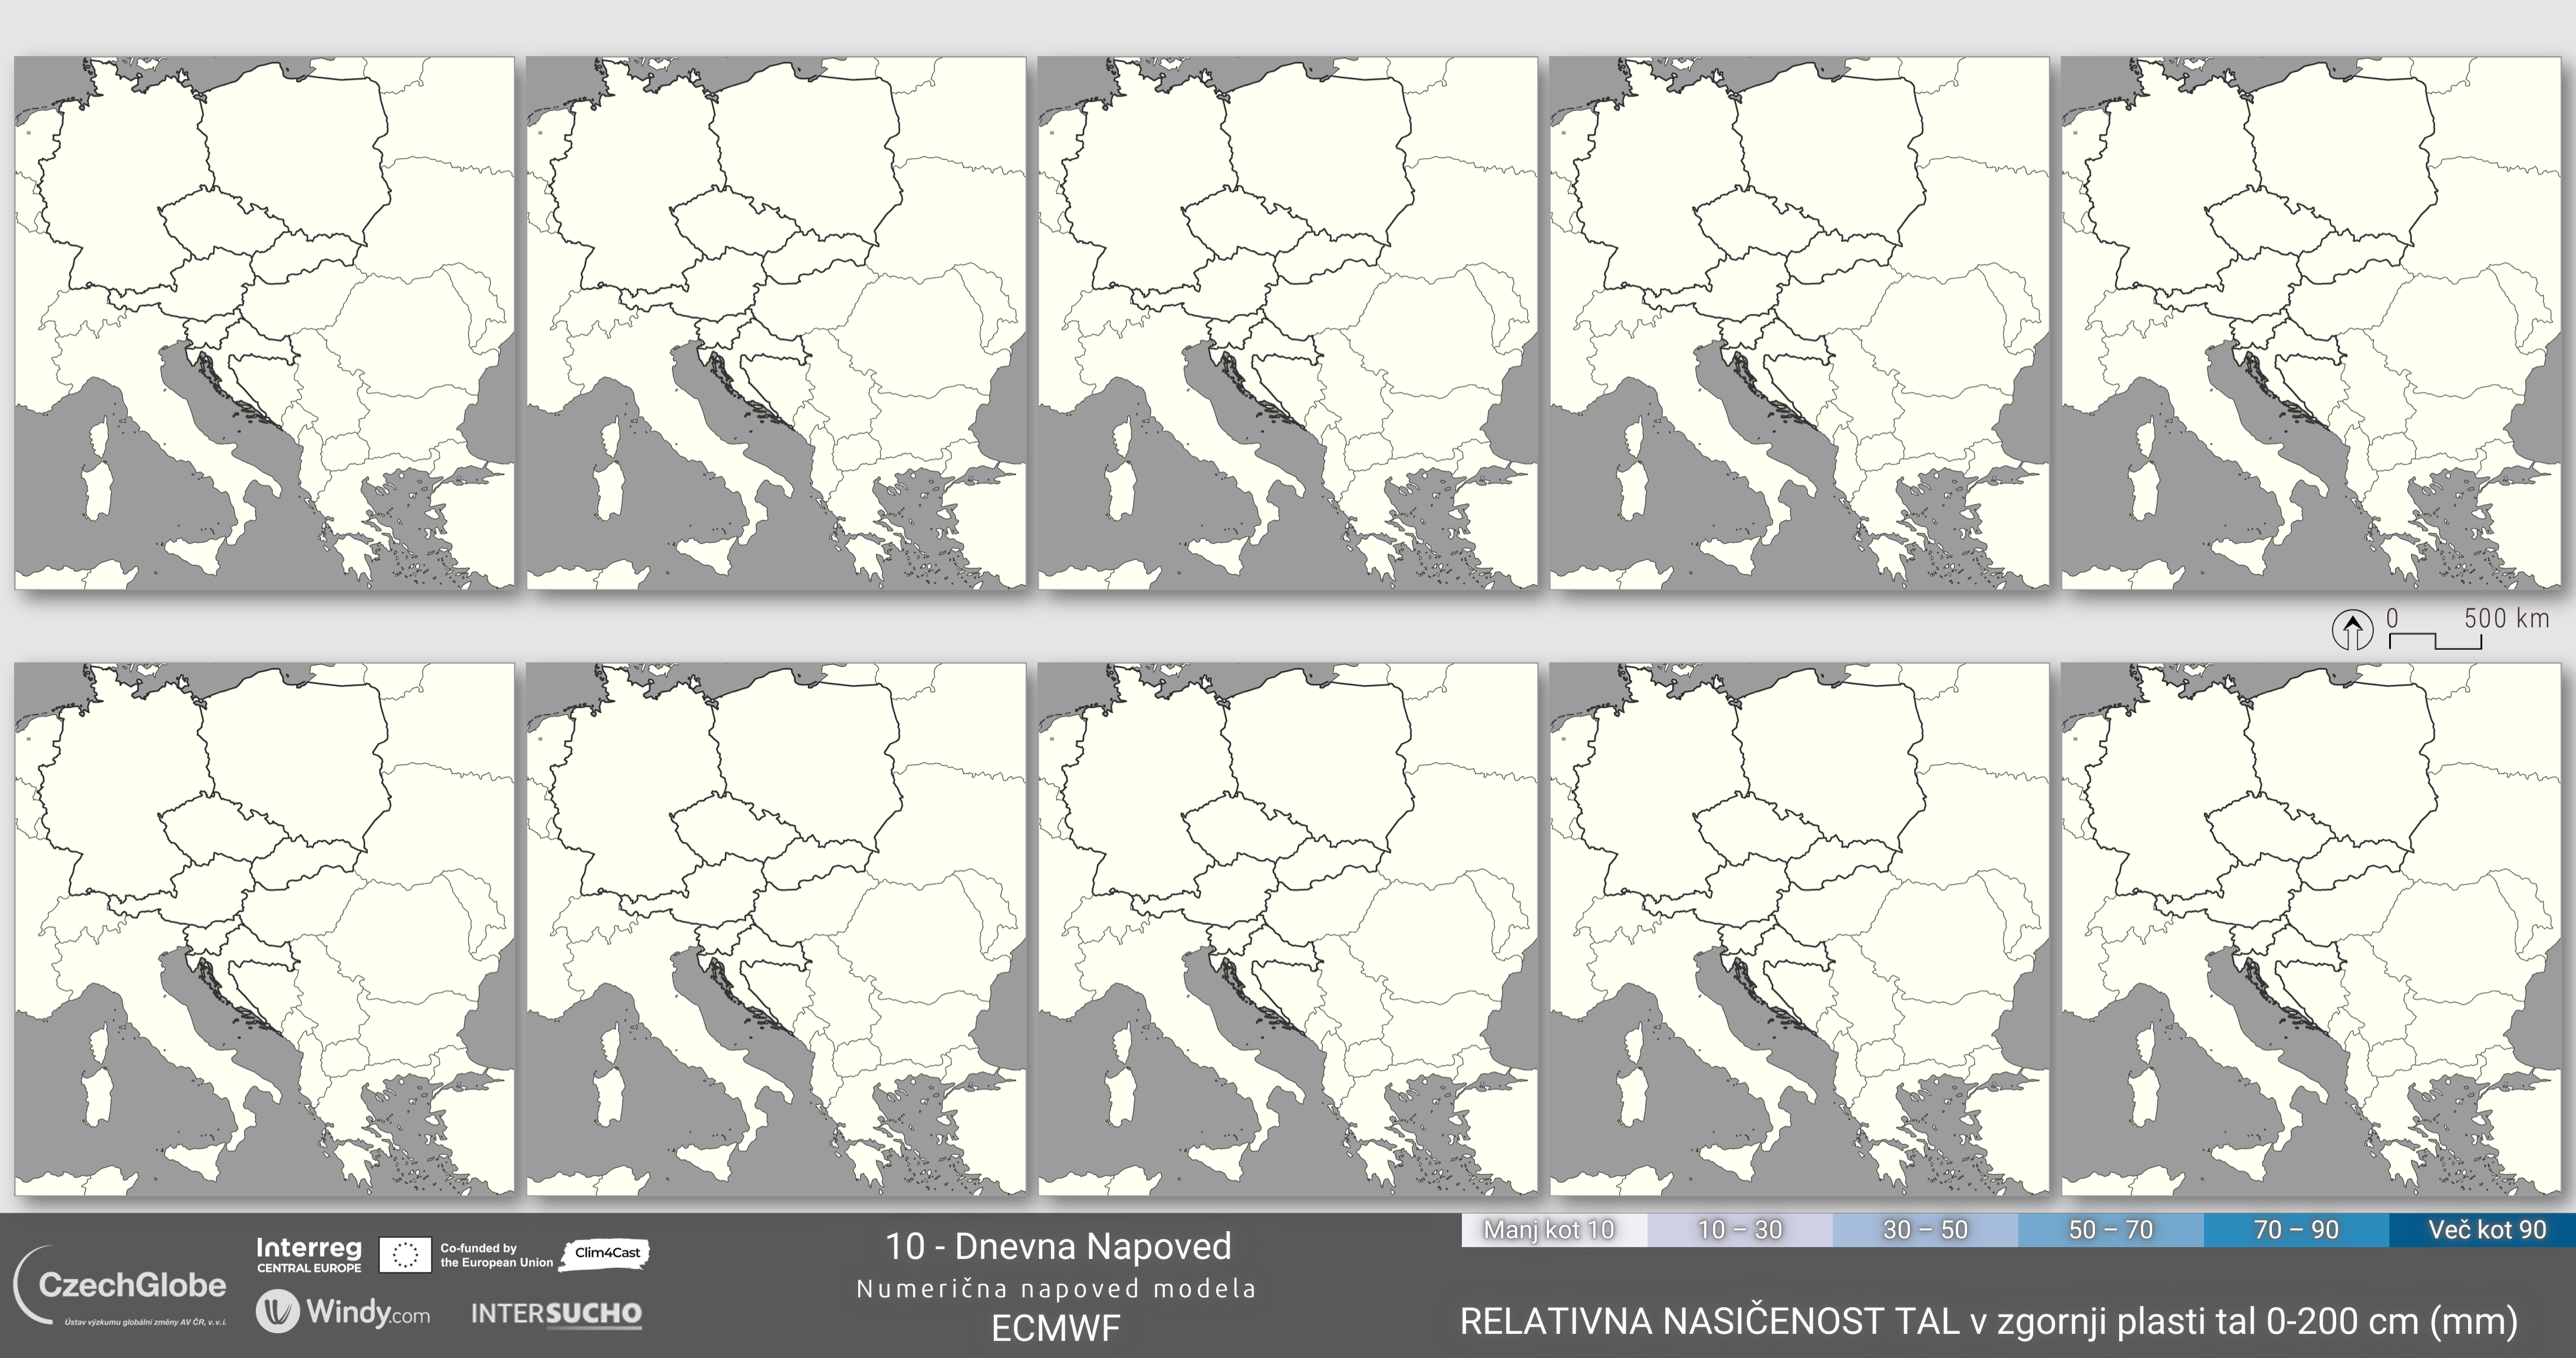 0 500 km
Manj kot 10
10 – 30
30 – 50
50 – 70
70 – 90
Več kot 90
Interreg
CENTRAL EUROPE
Co-funded by
the European Union
Clim4Cast
CzechGlobe
Ústav výzkumu globální změny AV ČR, v.v.i.
Windy.com
INTERSUCHO
10 - Dnevna Napoved
Numerična napoved modela
ECMWF
RELATIVNA NASIČENOST TAL v zgornji plasti tal 0-200 cm (mm)